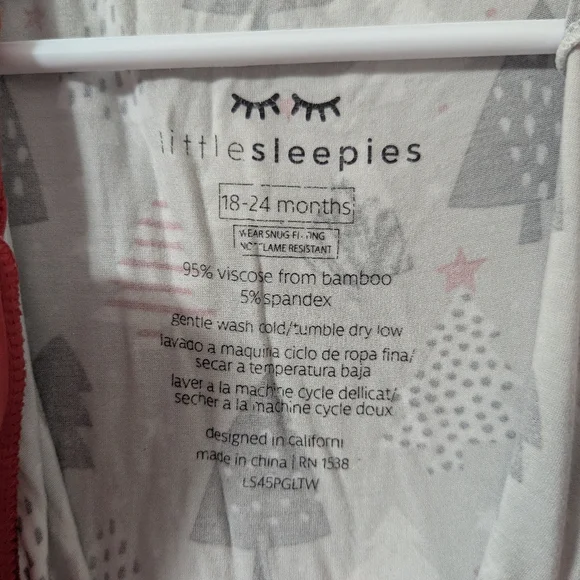 littlesleepies
18-24 months
WEAR SNUG FITTING
NOT FLAME RESISTANT
95% viscose from bamboo
5% spandex
gentle wash cold/tumble dry low
lavado a maquina ciclo de ropa fina/
secar a temperatura baja
laver a la machine cycle dellicat/
secher a la machine cycle doux
designed in californi
made in china | RN 1538
LS45PGLTW